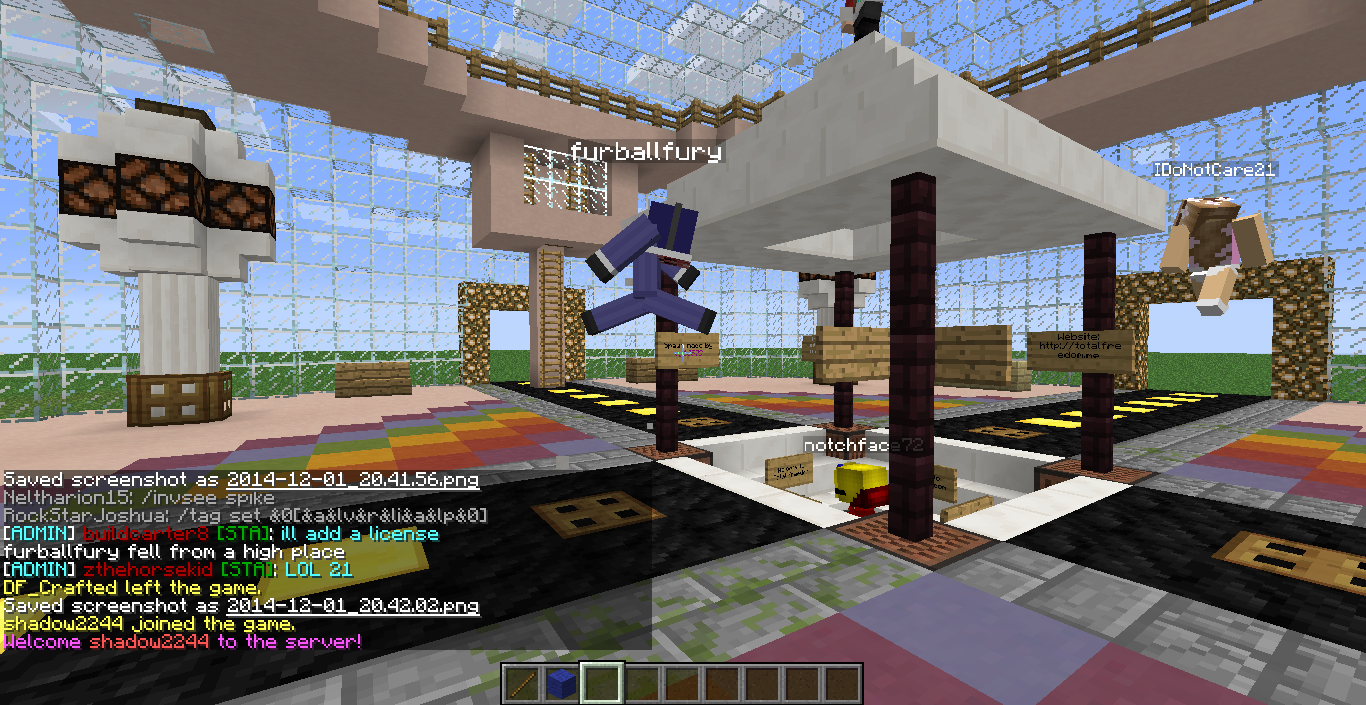 furballfury
IDoNotCare21
Spawn made by
Website:
http://totalfre
edom.me
notchface72
Saved screenshot as 2014-12-01_20.41.56.png
Neltharion15: /invsee spike
RockStarJoshua: /tag set &0[&a&lv&r&li&a&lp&0]
[ADMIN] buildcarter8 [STA]: ill add a license
furballfury fell from a high place
[ADMIN] zthehorsekid [STA]: LOL 21
DF_Crafted left the game.
Saved screenshot as 2014-12-01_20.42.02.png
shadow2244 joined the game.
Welcome shadow2244 to the server!